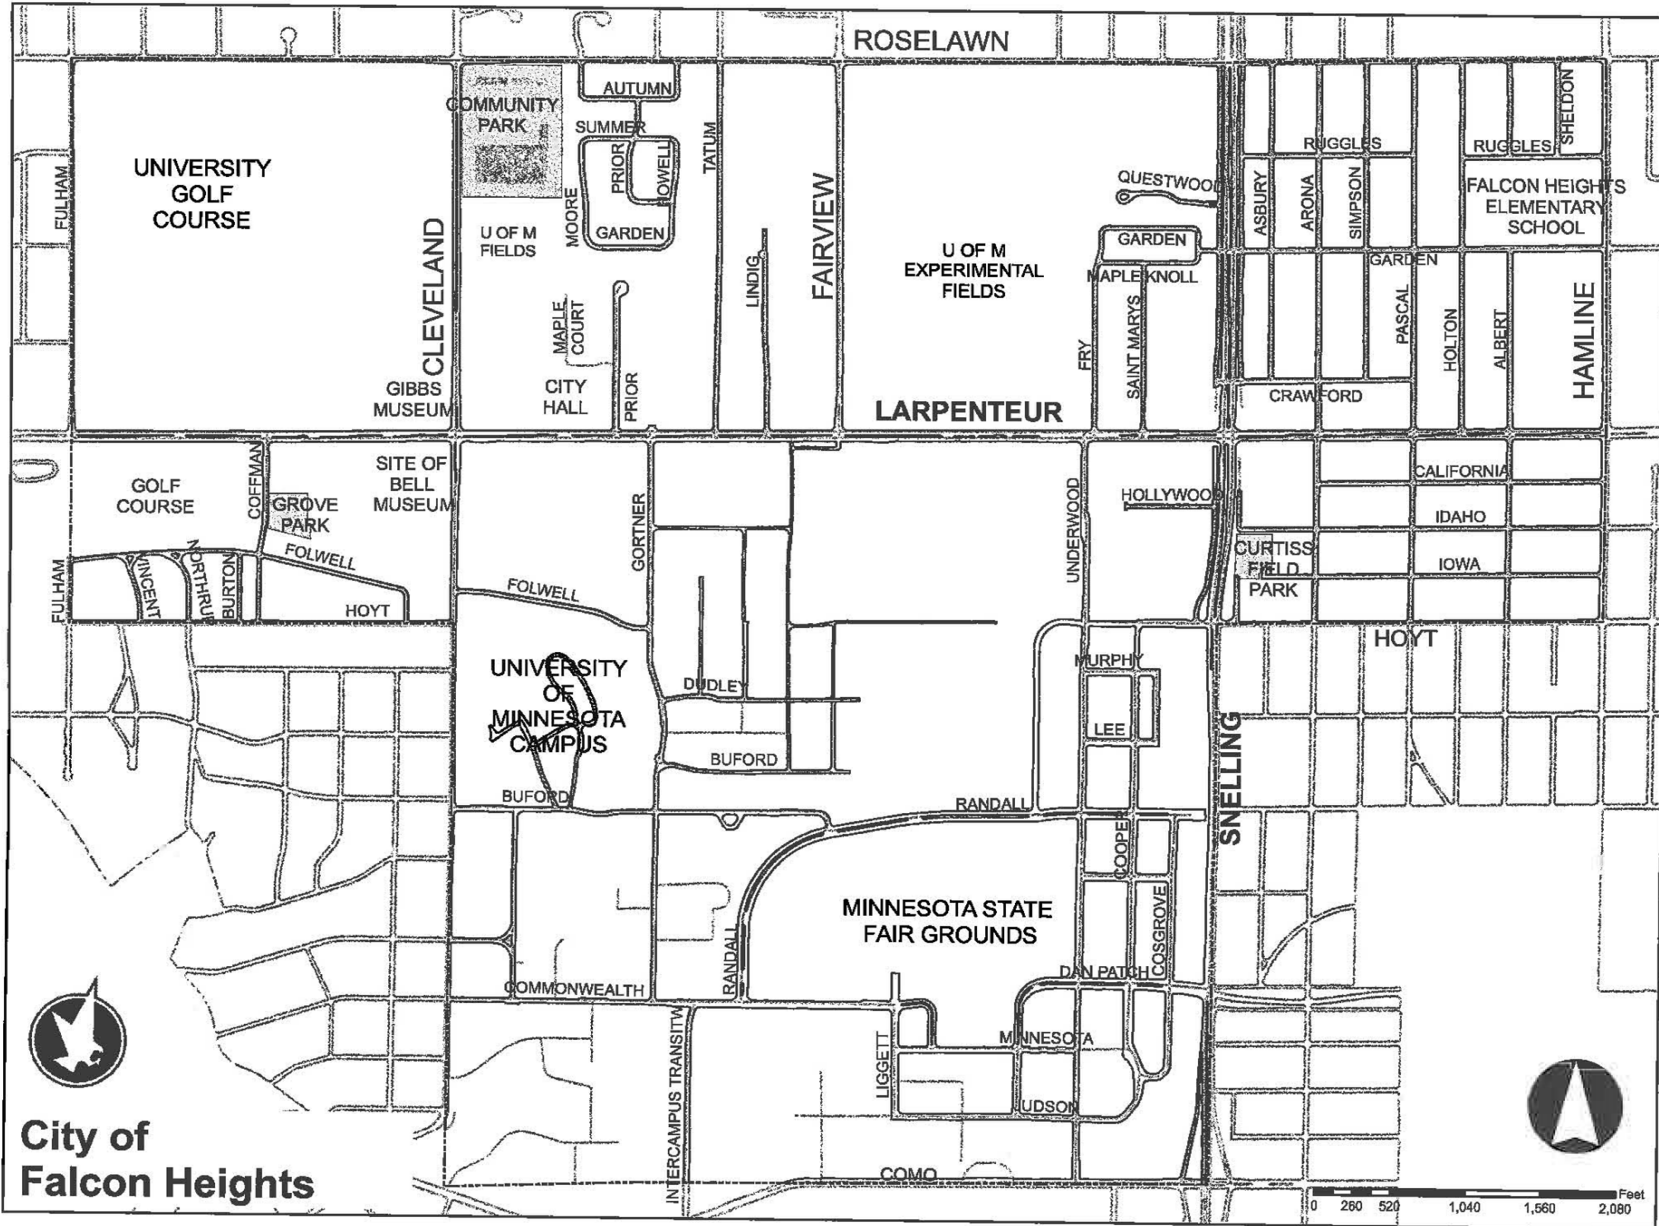 ROSELAWN
COMMUNITY
PARK
AUTUMN
SUMMER
PRIOR
HOWELL
TATUM
MOORE
GARDEN
FULHAM
UNIVERSITY
GOLF
COURSE
CLEVELAND
U OF M
FIELDS
FAIRVIEW
LINDIG
MAPLE
COURT
CITY
HALL
PRIOR
GIBBS
MUSEUM
U OF M
EXPERIMENTAL
FIELDS
QUESTWOOD
GARDEN
MAPLE KNOLL
FRY
SAINT MARYS
ASBURY
ARONA
SIMPSON
RUGGLES
RUGGLES
SHELDON
FALCON HEIGHTS
ELEMENTARY
SCHOOL
GARDEN
PASCAL
HOLTON
ALBERT
HAMLINE
CRAWFORD
LARPENTEUR
GOLF
COURSE
COFFMAN
GROVE
PARK
SITE OF
BELL
MUSEUM
FOLWELL
FULHAM
VINCENT
NORTHRUP
BURTON
HOYT
GORTNER
FOLWELL
UNDERWOOD
HOLLYWOOD
CALIFORNIA
IDAHO
IOWA
CURTISS
FIELD
PARK
HOYT
UNIVERSITY
OF
MINNESOTA
CAMPUS
DUDLEY
BUFORD
BUFORD
MURPHY
LEE
SNELLING
RANDALL
COOPER
COSGROVE
MINNESOTA STATE
FAIR GROUNDS
RANDALL
DAN PATCH
COMMONWEALTH
MINNESOTA
LIGGETT
UDSON
INTERCAMPUS TRANSITW
COMO
City of
Falcon Heights
0 260 520 1,040 1,560 2,080
Feet